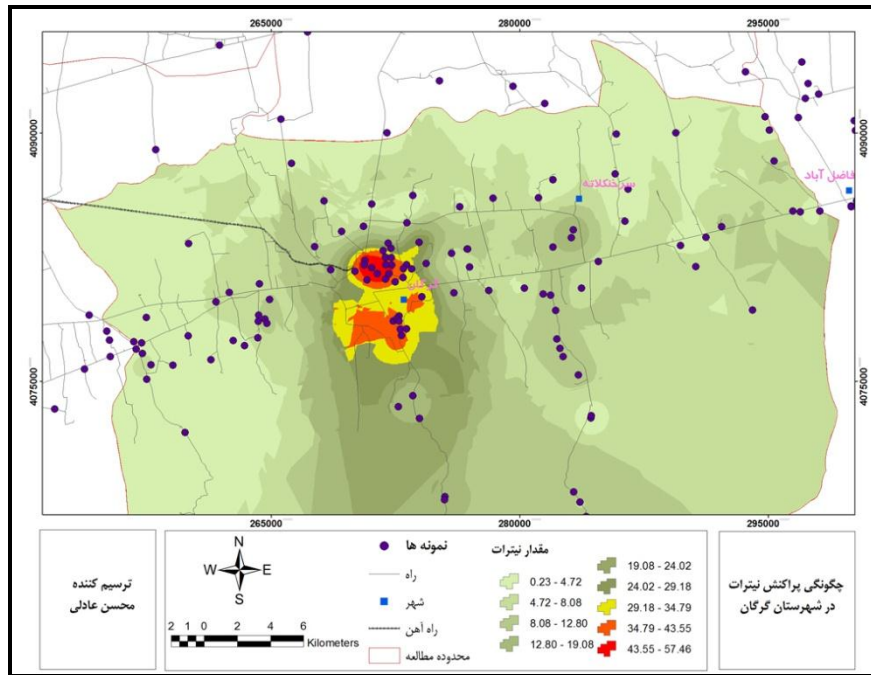 265000 280000 295000
4090000 4090000
فاضل آباد
سرخنکلاته
گرگان
4075000 4075000
265000 280000 295000
ترسیم کننده
محسن عادلی
N
W E
S
2 1 0 2 4 6
Kilometers
نمونه ها
راه
شهر
راه آهن
محدوده مطالعه
مقدار نیترات
0.23 - 4.72
4.72 - 8.08
8.08 - 12.80
12.80 - 19.08
19.08 - 24.02
24.02 - 29.18
29.18 - 34.79
34.79 - 43.55
43.55 - 57.46
چگونگی پراکنش نیترات
در شهرستان گرگان